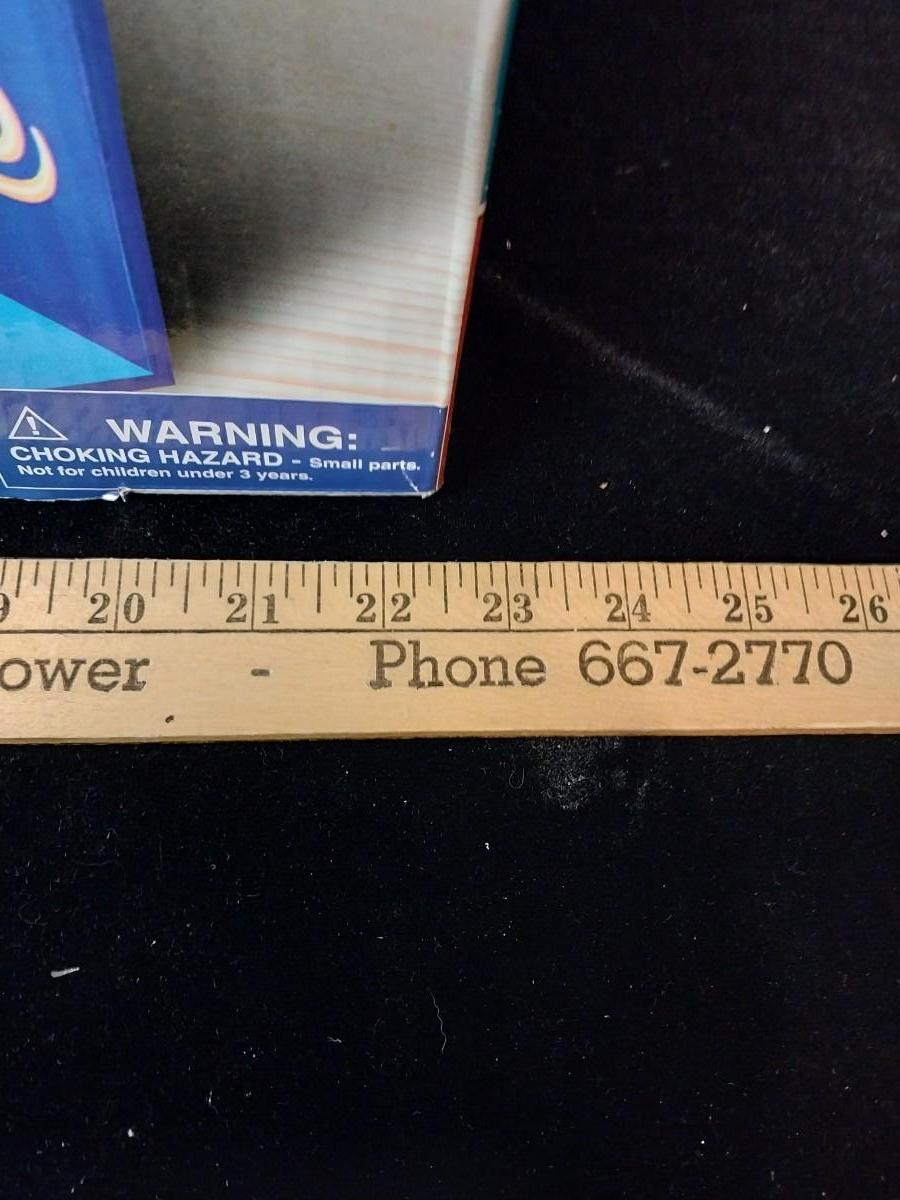 WARNING:
CHOKING HAZARD - Small parts.
Not for children under 3 years.
9 20 21 22 23 24 25 26
ower - Phone 667-2770